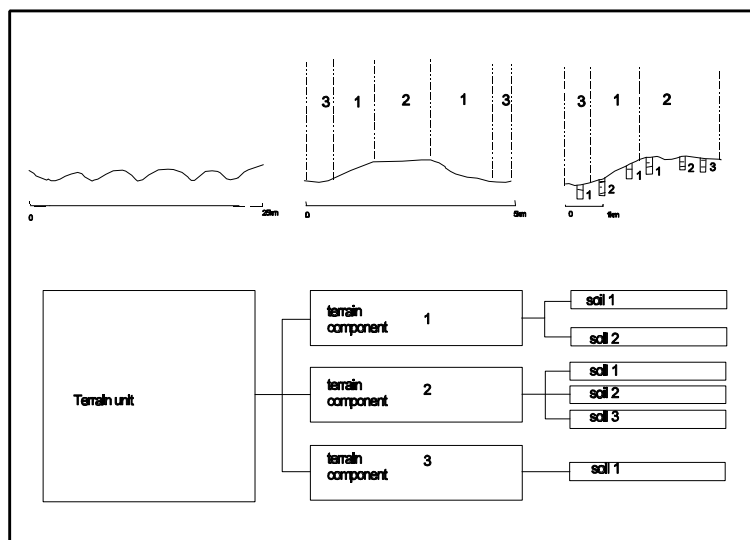 3 1 2 1 3
3 1 2
1 2 1 1 2 3
0 25km
0 5km
0 1km
Terrain unit
terrain component 1
soil 1
soil 2
terrain component 2
soil 1
soil 2
soil 3
terrain component 3
soil 1